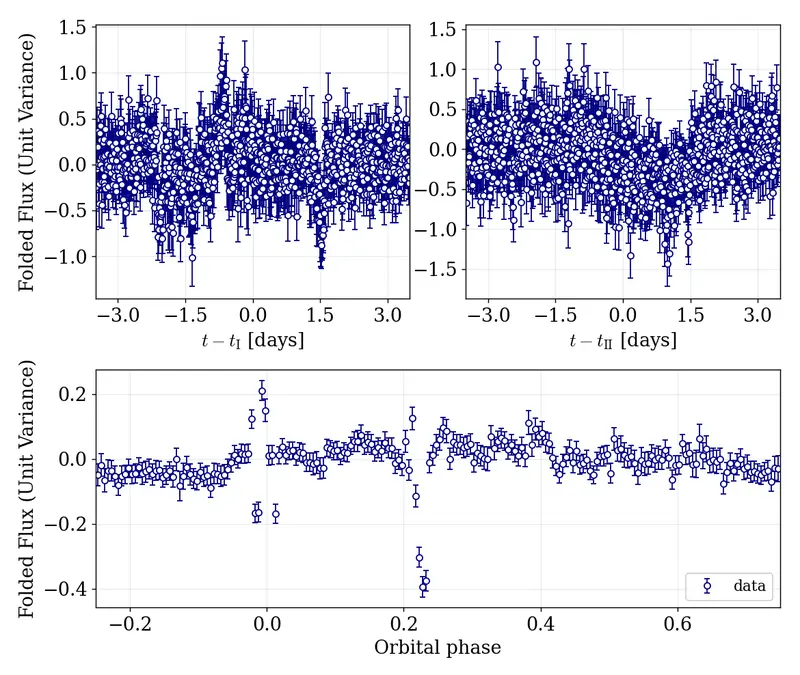 Folded Flux (Unit Variance)
1.5
1.0
0.5
0.0
−0.5
−1.0
−3.0 −1.5 0.0 1.5 3.0
t − tI [days]
1.5
1.0
0.5
0.0
−0.5
−1.0
−1.5
−3.0 −1.5 0.0 1.5 3.0
t − tII [days]
Folded Flux (Unit Variance)
0.2
0.0
−0.2
−0.4
data
−0.2 0.0 0.2 0.4 0.6
Orbital phase